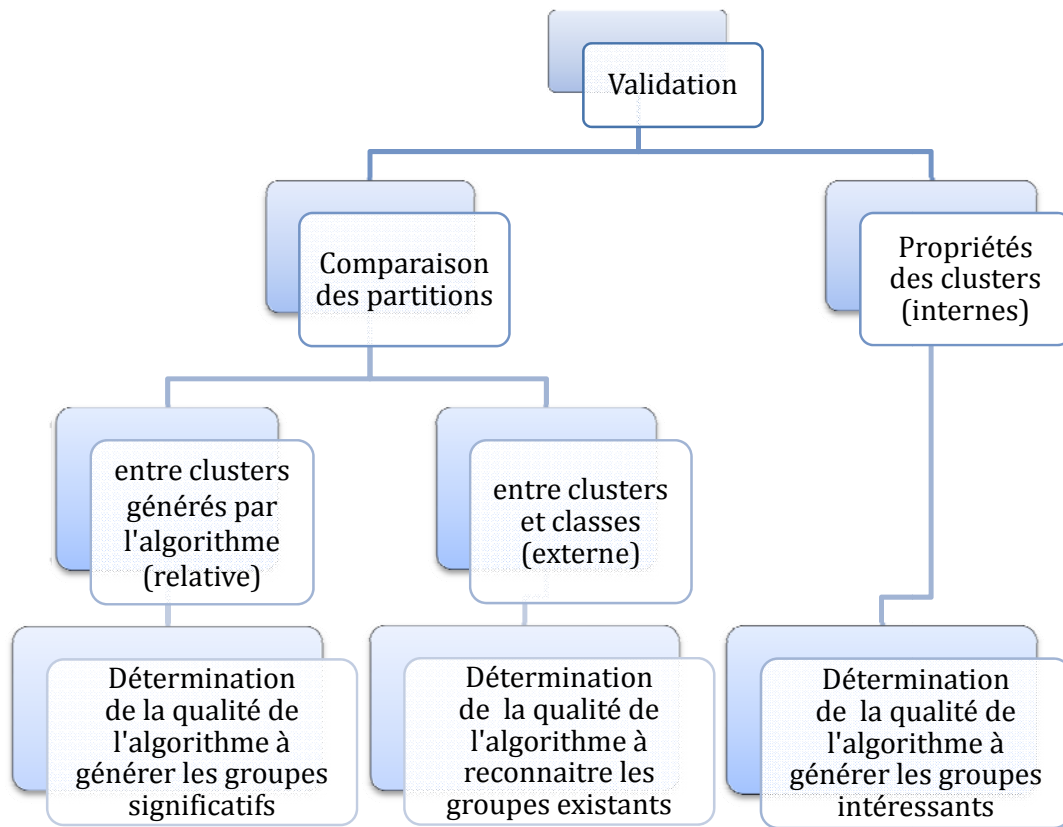 Validation
Comparaison
des partitions
Propriétés
des clusters
(internes)
entre clusters
générés par
l'algorithme
(relative)
entre clusters
et classes
(externe)
Détermination
de la qualité de
l'algorithme à
générer les groupes
significatifs
Détermination
de la qualité de
l'algorithme à
reconnaitre les
groupes existants
Détermination
de la qualité de
l'algorithme à
générer les groupes
intéressants